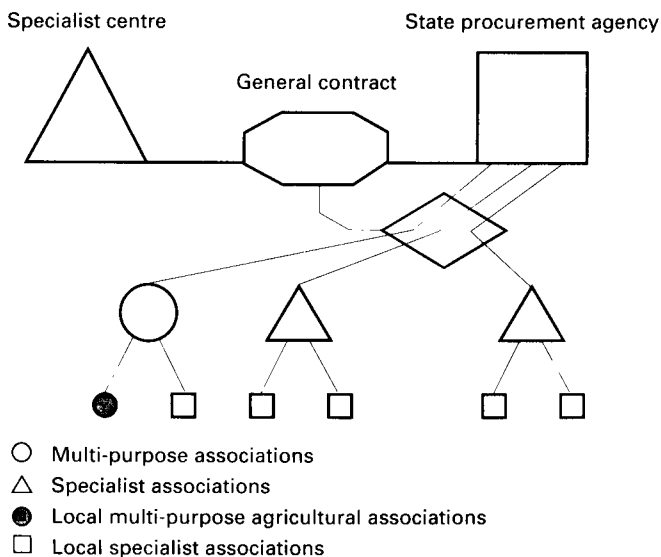 Specialist centre
State procurement agency
General contract
Multi-purpose associations
Specialist associations
Local multi-purpose agricultural associations
Local specialist associations